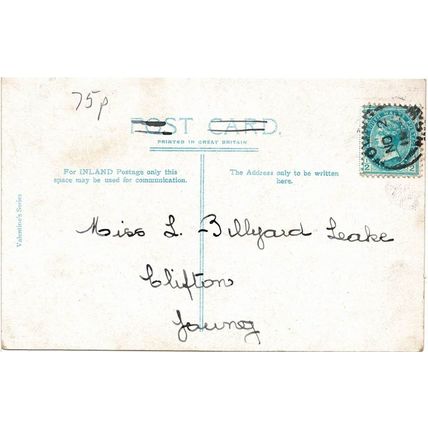 75p
POST CARD.
PRINTED IN GREAT BRITAIN
For INLAND Postage only this
space may be used for communication.
The Address only to be written
here.
Valentine's Series
Miss L. Billyard Leake
Clifton